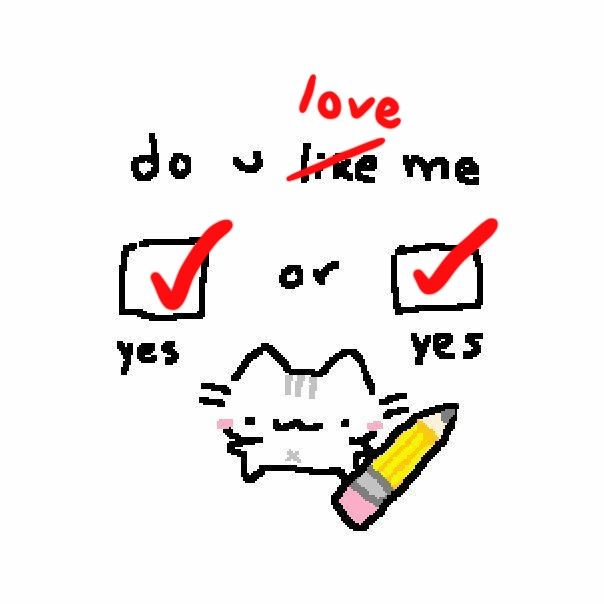 love
do u like me
or
yes yes